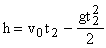 h = v₀t₂ − gt₂²/2